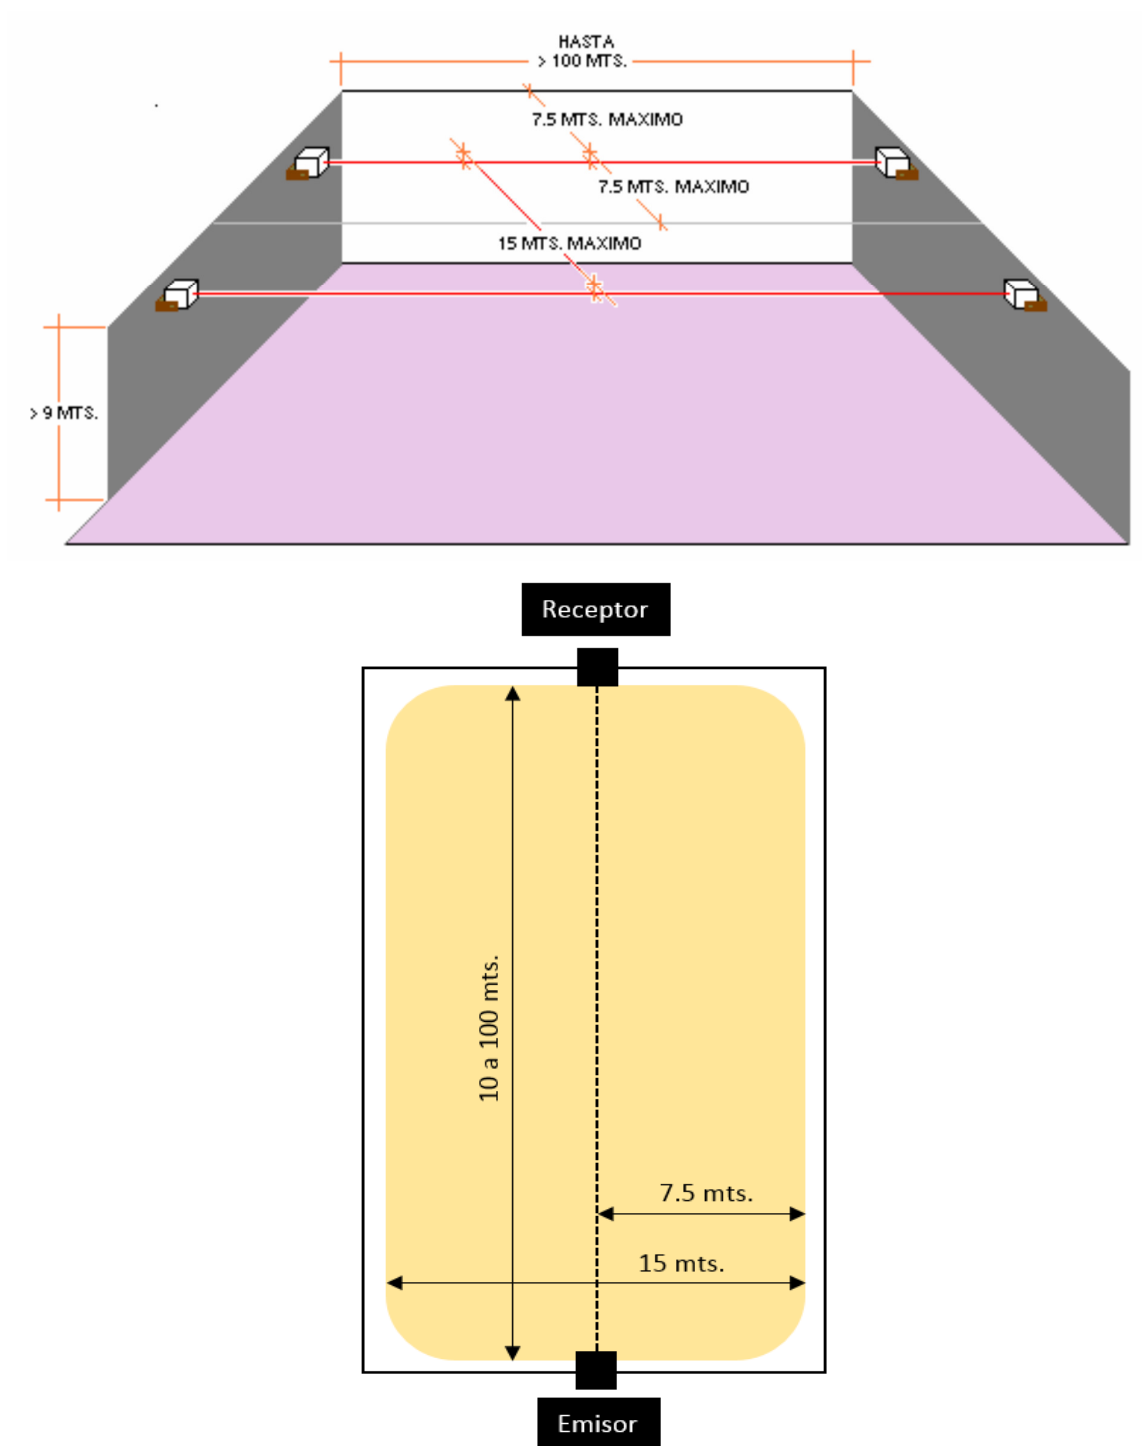 HASTA
> 100 MTS.
7.5 MTS. MAXIMO
7.5 MTS. MAXIMO
15 MTS. MAXIMO
> 9 MTS.
Receptor
10 a 100 mts.
7.5 mts.
15 mts.
Emisor